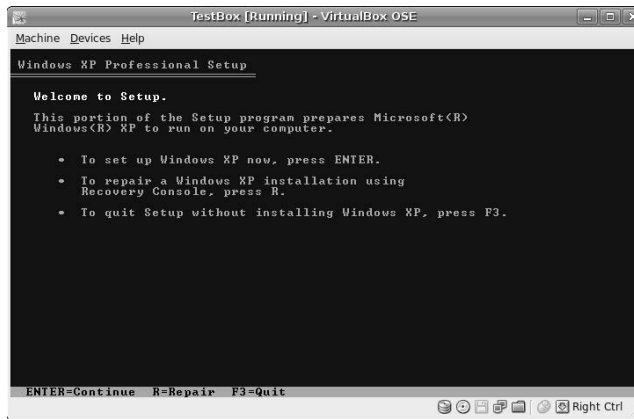 TestBox [Running] - VirtualBox OSE
Machine Devices Help
Windows XP Professional Setup
Welcome to Setup.
This portion of the Setup program prepares Microsoft(R)
Windows(R) XP to run on your computer.
• To set up Windows XP now, press ENTER.
• To repair a Windows XP installation using
Recovery Console, press R.
• To quit Setup without installing Windows XP, press F3.
ENTER=Continue R=Repair F3=Quit
Right Ctrl